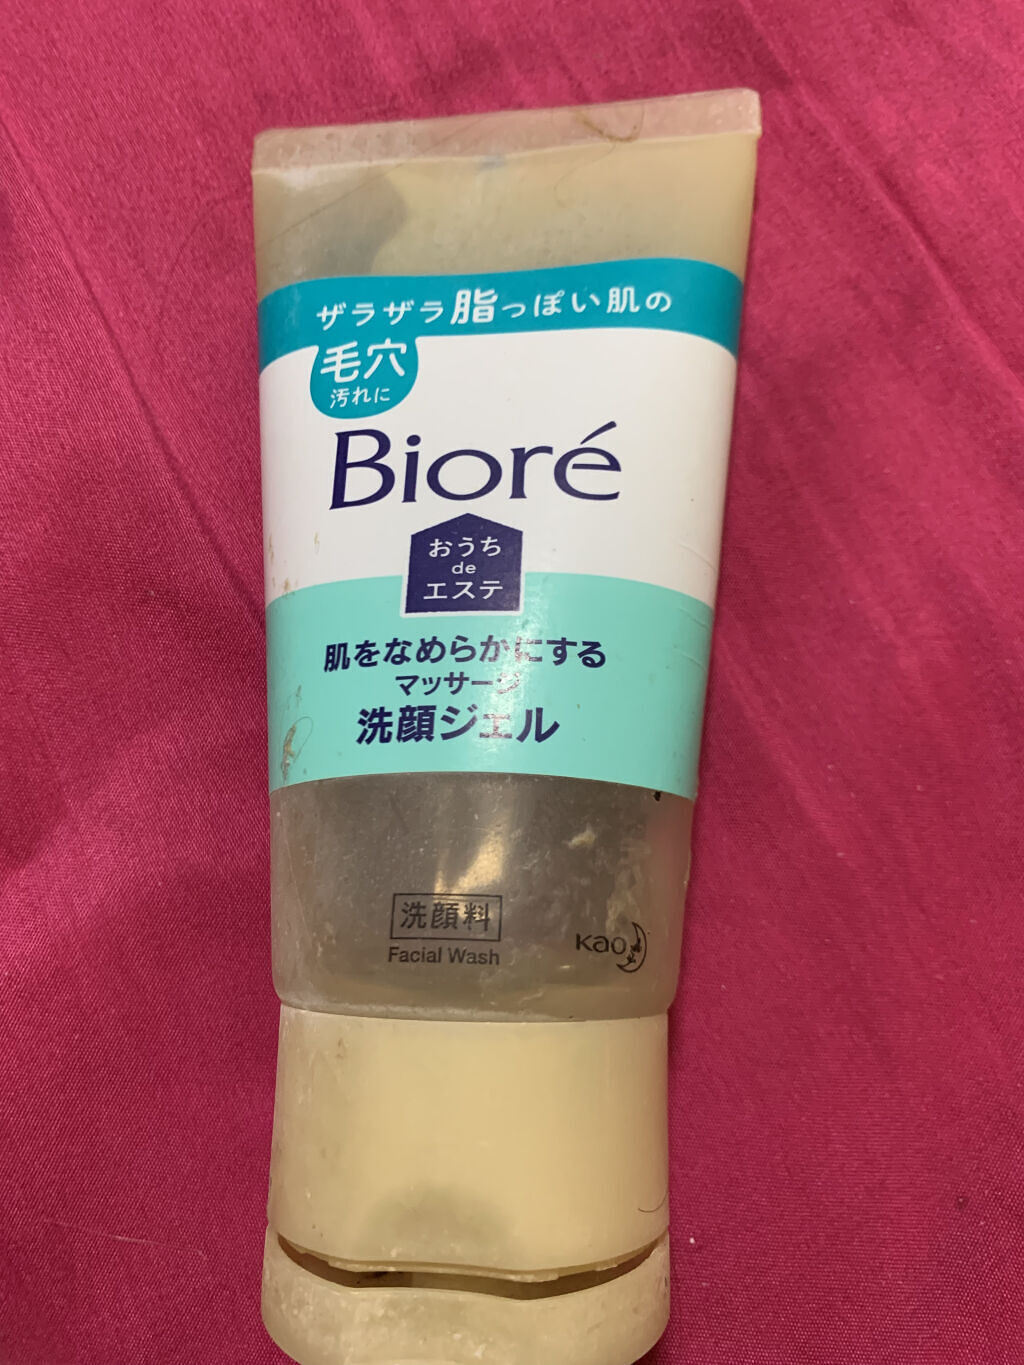 ザラザラ脂っぽい肌の
毛穴
汚れに
Bioré
おうち
de
エステ
肌をなめらかにする
マッサージ
洗顔ジェル
洗顔料
Facial Wash
Kao